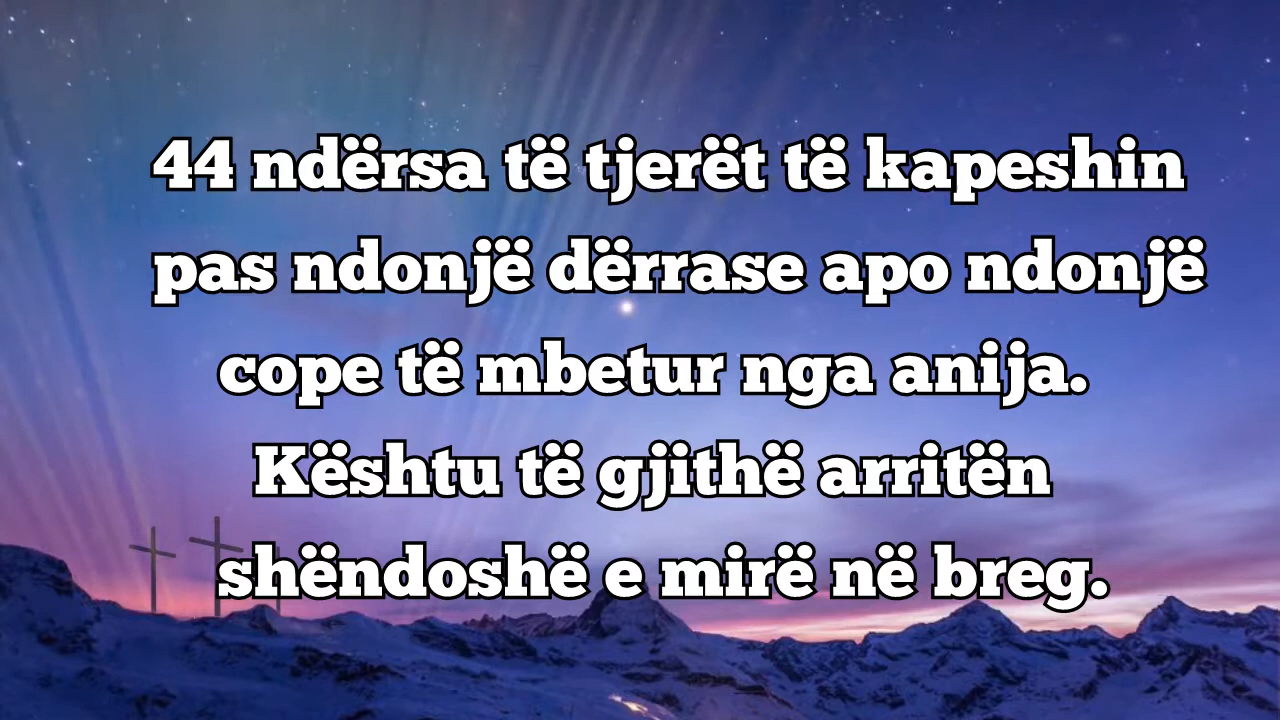 44 ndërsa të tjerët të kapeshin
pas ndonjë dërrase apo ndonjë
cope të mbetur nga anija.
Kështu të gjithë arritën
shëndoshë e mirë në breg.